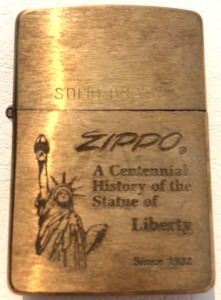 SOLID BRASS
ZIPPO®
A Centennial
History of the
Statue of
Liberty
Since 1932